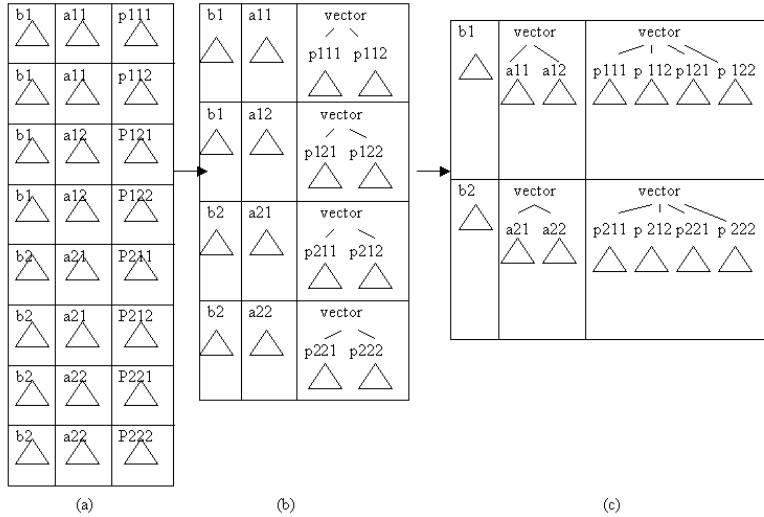 b1 a11 p111
b1 a11 p112
b1 a12 P121
b1 a12 P122
b2 a21 P211
b2 a21 P212
b2 a22 P221
b2 a22 P222
(a)
b1 a11 vector
p111 p112
b1 a12 vector
p121 p122
b2 a21 vector
p211 p212
b2 a22 vector
p221 p222
(b)
b1 vector vector
a11 a12 p111 p 112 p121 p 122
b2 vector vector
a21 a22 p211 p 212 p221 p 222
(c)